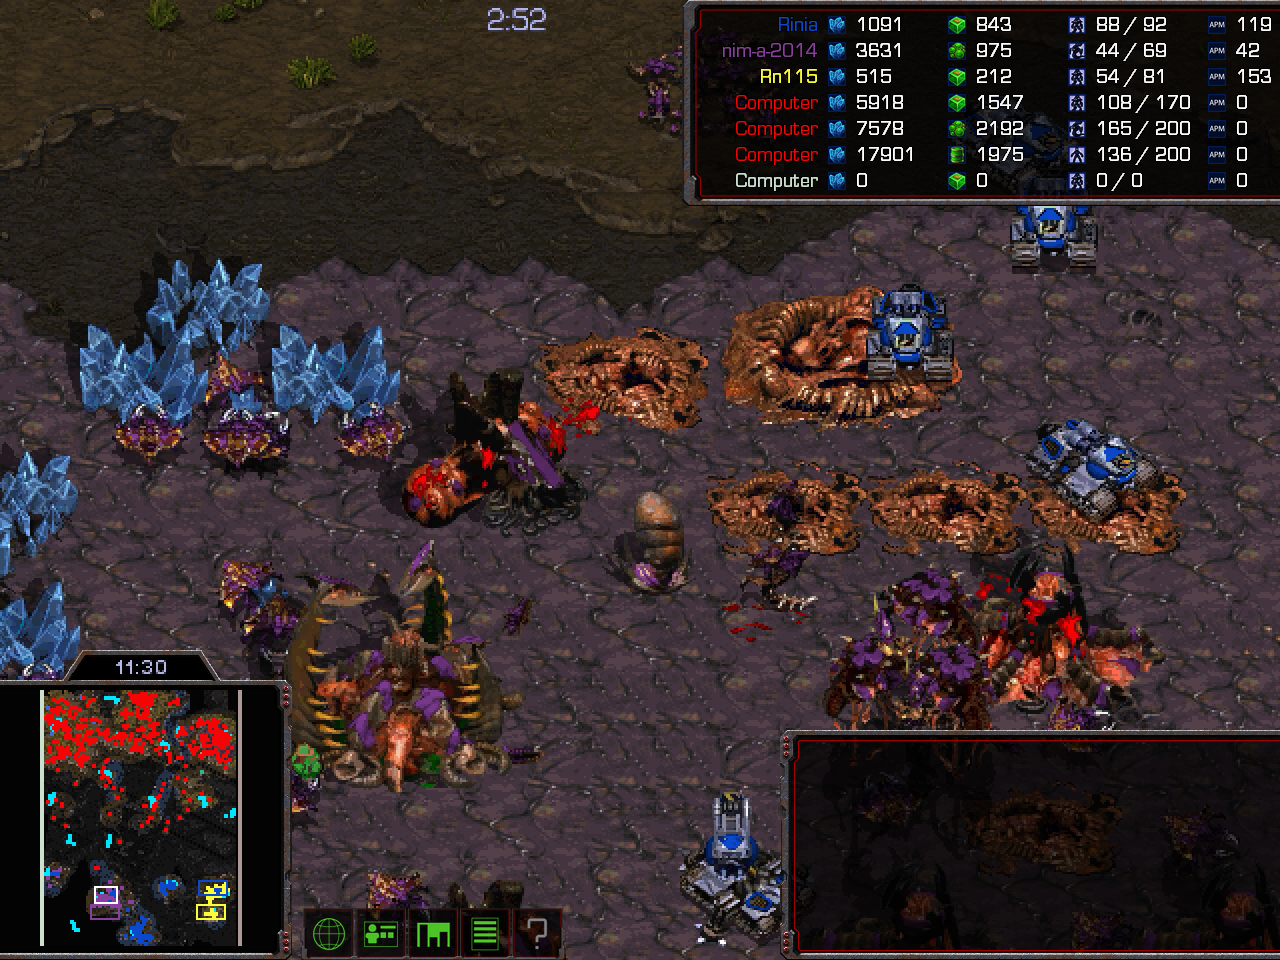 2:52
Rinia 1091 843 88 / 92 APM 119
nim-a-2014 3631 975 44 / 69 APM 42
Rn115 515 212 54 / 81 APM 153
Computer 5918 1547 108 / 170 APM 0
Computer 7578 2192 165 / 200 APM 0
Computer 17901 1975 136 / 200 APM 0
Computer 0 0 0 / 0 APM 0
11:30
?